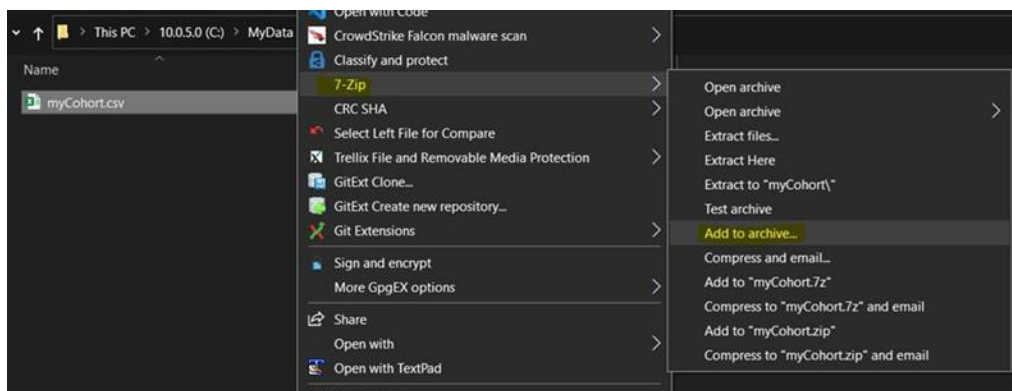 This PC > 10.0.5.0 (C:) > MyData
Name
myCohort.csv
Open with Code
CrowdStrike Falcon malware scan
Classify and protect
7-Zip
CRC SHA
Select Left File for Compare
Trellix File and Removable Media Protection
GitExt Clone...
GitExt Create new repository...
Git Extensions
Sign and encrypt
More GpgEX options
Share
Open with
Open with TextPad
Open archive
Open archive
Extract files...
Extract Here
Extract to "myCohort\"
Test archive
Add to archive...
Compress and email...
Add to "myCohort.7z"
Compress to "myCohort.7z" and email
Add to "myCohort.zip"
Compress to "myCohort.zip" and email